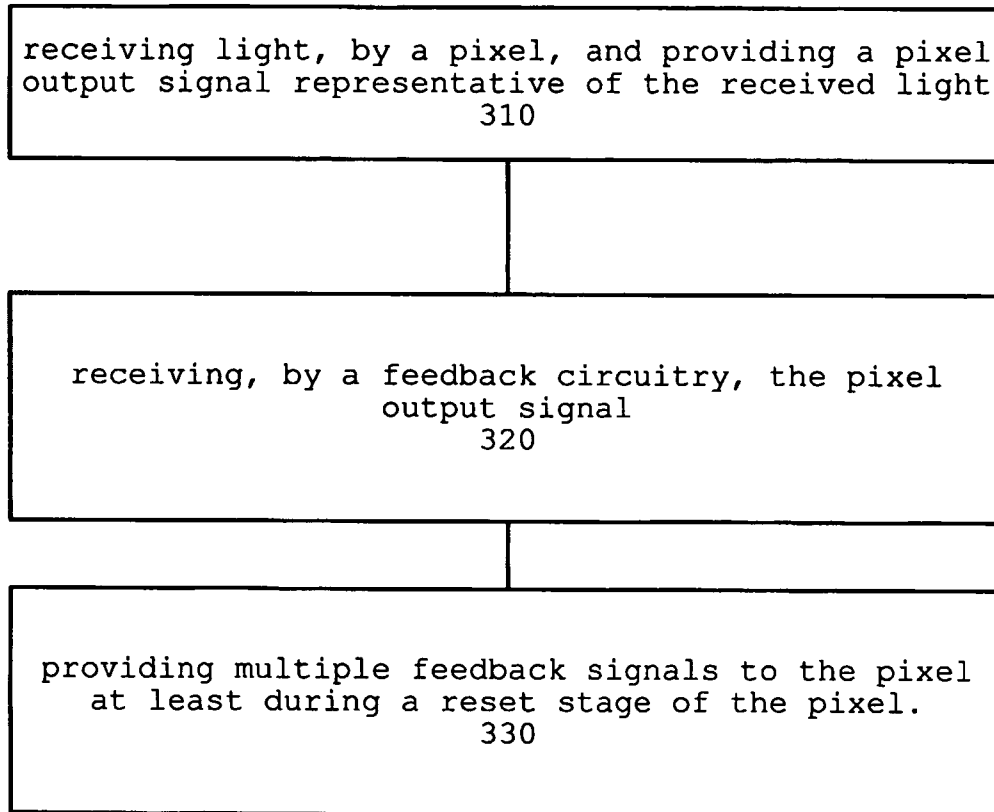 receiving light, by a pixel, and providing a pixel
output signal representative of the received light
310
receiving, by a feedback circuitry, the pixel
output signal
320
providing multiple feedback signals to the pixel
at least during a reset stage of the pixel.
330